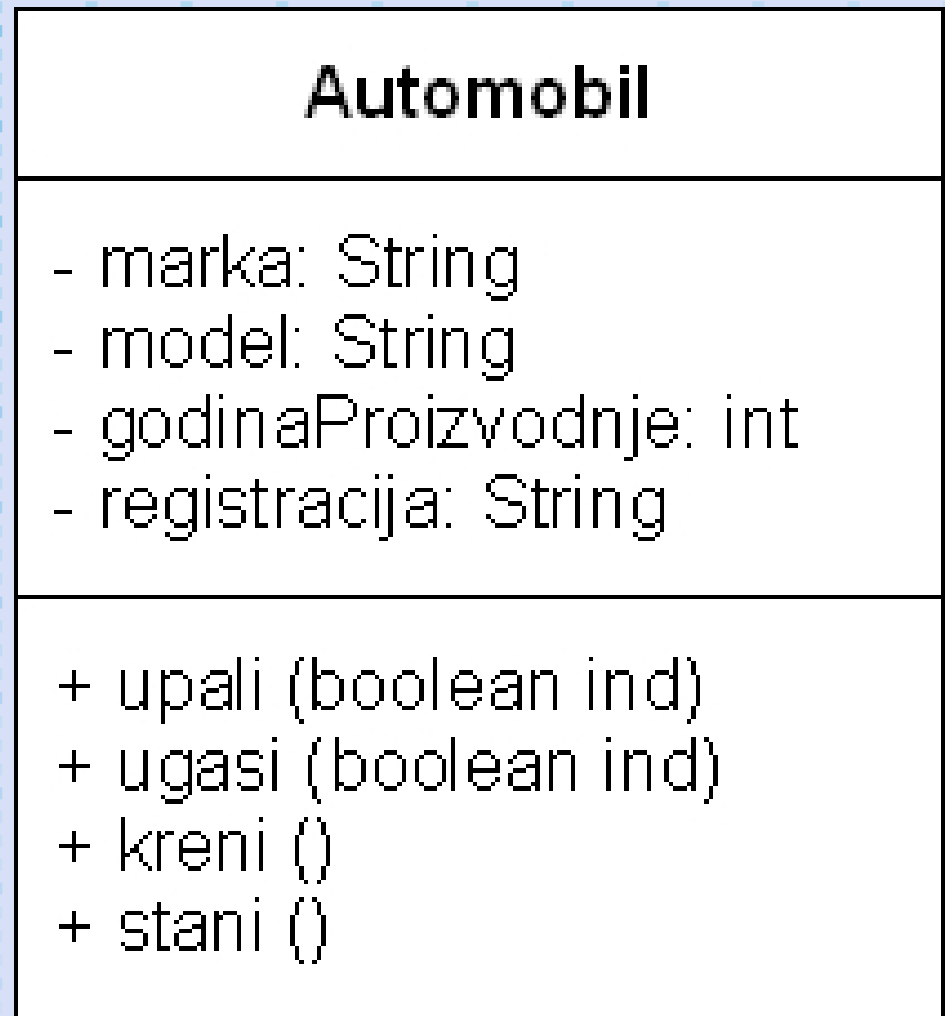 Automobil
- marka: String
- model: String
- godinaProizvodnje: int
- registracija: String
+ upali (boolean ind)
+ ugasi (boolean ind)
+ kreni ()
+ stani ()